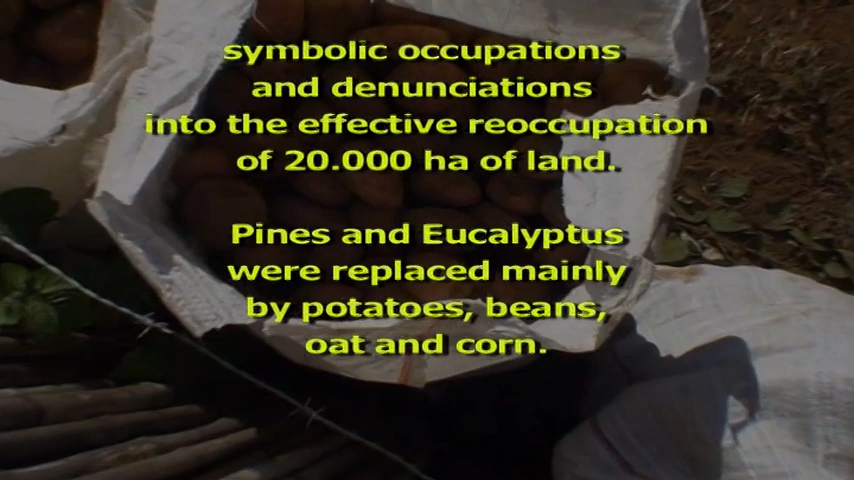 symbolic occupations
and denunciations
into the effective reoccupation
of 20.000 ha of land.
Pines and Eucalyptus
were replaced mainly
by potatoes, beans,
oat and corn.